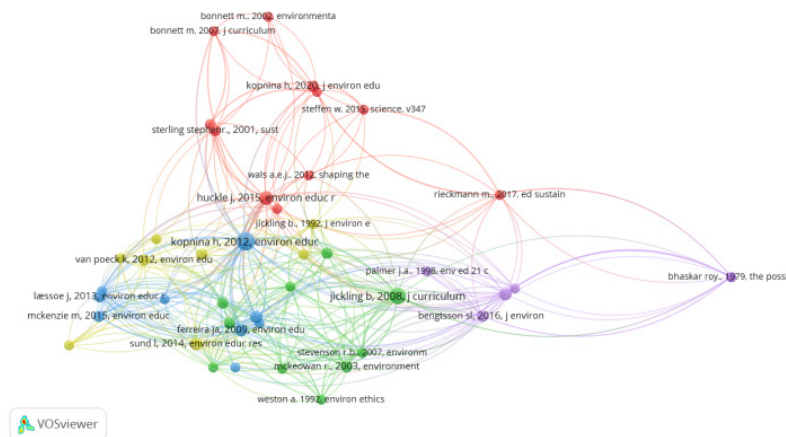 bonnett m., 2002, environmenta
bonnett m, 2007, j curriculum
kopnina h, 2020, j environ edu
steffen w. 2015, science, v347
sterling stephenr., 2001, sust
wals a.e.j., 2012, shaping the
huckle j, 2015, environ educ r
rieckmann m., 2017, ed sustain
jickling b., 1992, j environ e
kopnina h, 2012, environ educ
van poeck k, 2012, environ edu
palmer j.a., 1998, env ed 21 c
bhaskar roy., 1979, the possi
læssoe j, 2013, environ educ r
jickling b, 2008, j curriculum
mckenzie m, 2015, environ educ
ferreira ja, 2009, environ edu
bengtsson sl, 2016, j environ
sund l, 2014, environ educ res
stevenson r.b., 2007, environm
mckeowan r., 2003, environment
weston a, 1992, environ ethics
VOSviewer